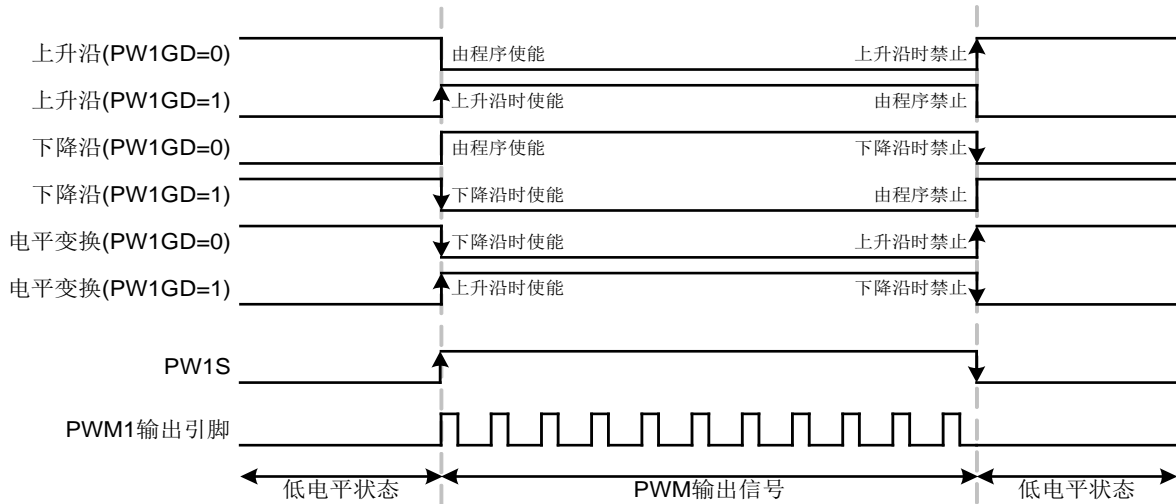 上升沿(PW1GD=0) 由程序使能 上升沿时禁止
上升沿(PW1GD=1) 上升沿时使能 由程序禁止
下降沿(PW1GD=0) 由程序使能 下降沿时禁止
下降沿(PW1GD=1) 下降沿时使能 由程序禁止
电平变换(PW1GD=0) 下降沿时使能 上升沿时禁止
电平变换(PW1GD=1) 上升沿时使能 下降沿时禁止
PW1S
PWM1输出引脚
低电平状态 PWM输出信号 低电平状态